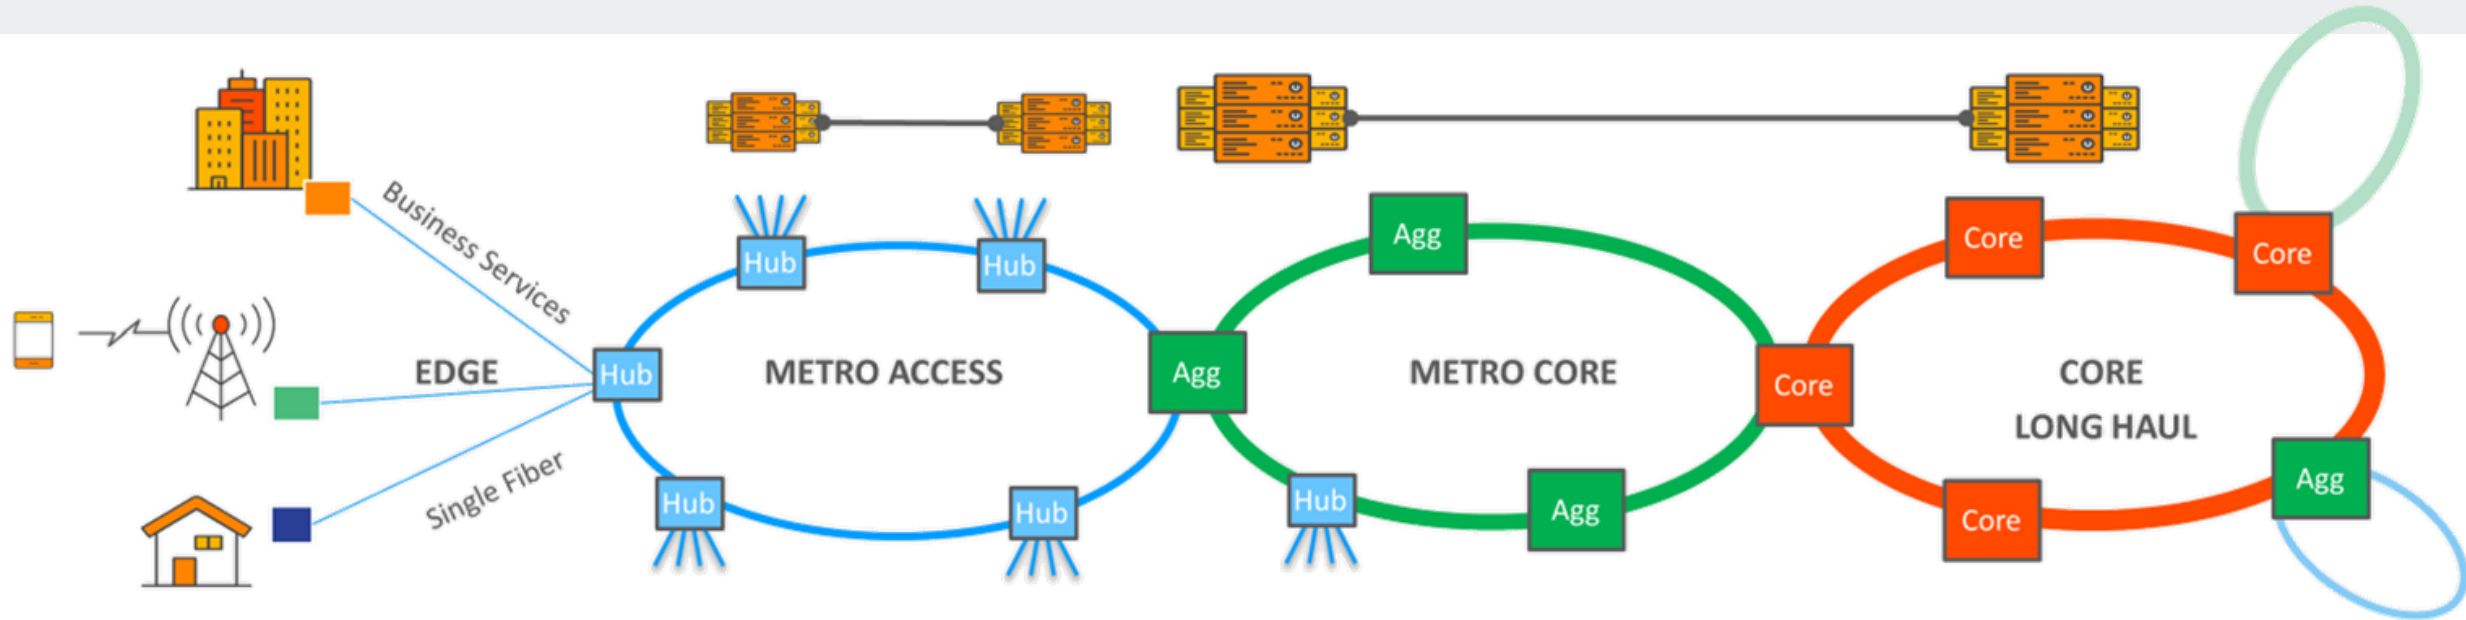 Business Services
EDGE
Single Fiber
Hub
Hub
Hub
METRO ACCESS
Hub
Hub
Agg
Agg
METRO CORE
Hub
Agg
Core
Core
Core
CORE
LONG HAUL
Core
Agg